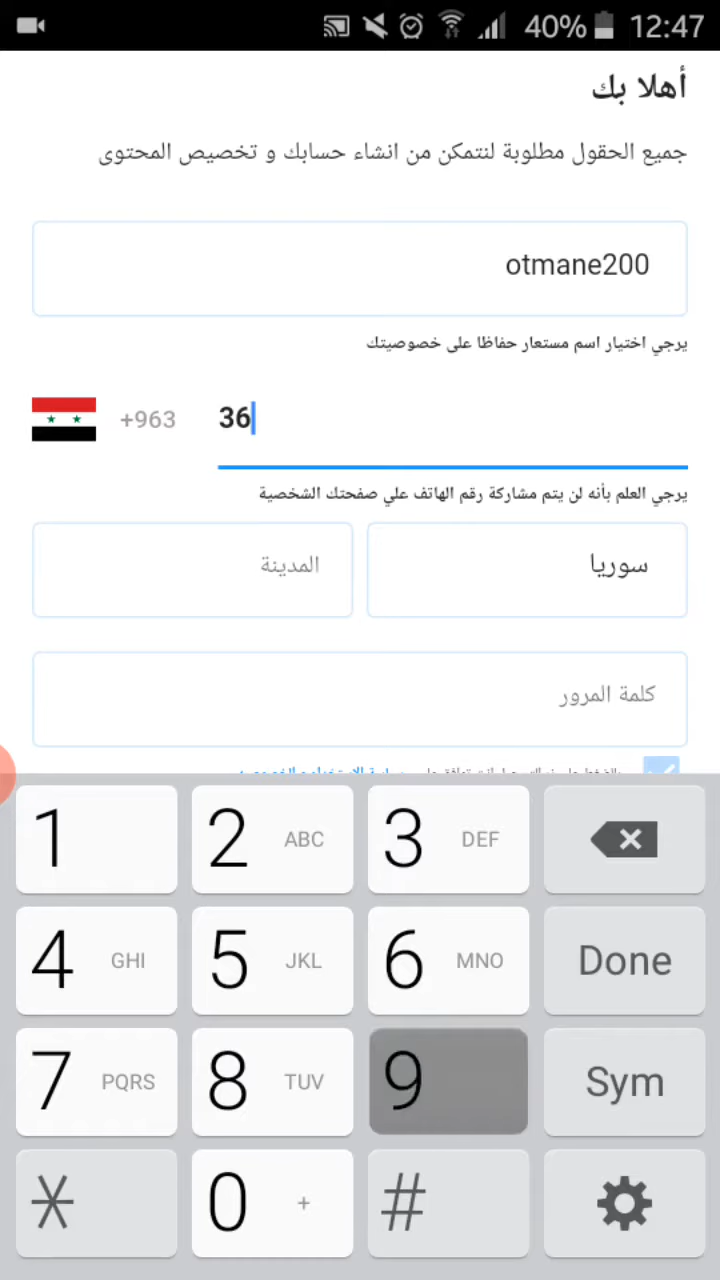 40% 12:47
أهلا بك
جميع الحقول مطلوبة لنتمكن من انشاء حسابك و تخصيص المحتوى
otmane200
يرجي اختيار اسم مستعار حفاظا على خصوصيتك
+963 36
يرجي العلم بأنه لن يتم مشاركة رقم الهاتف علي صفحتك الشخصية
سوريا المدينة
كلمة المرور
1 2 ABC 3 DEF
4 GHI 5 JKL 6 MNO Done
7 PQRS 8 TUV 9 Sym
* 0 + #